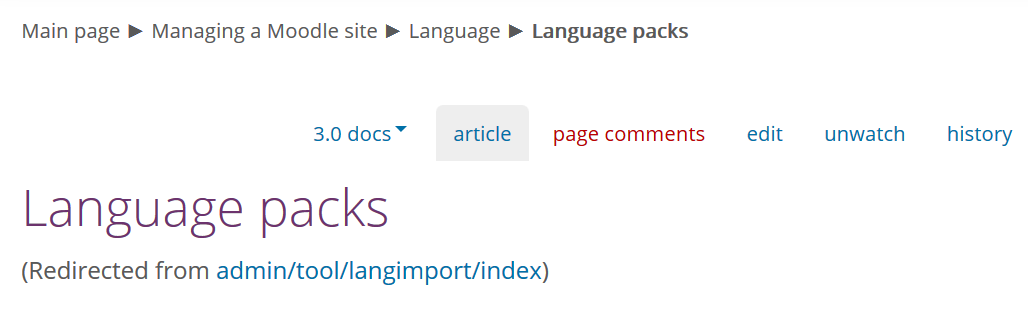 Main page ► Managing a Moodle site ► Language ► Language packs
3.0 docs article page comments edit unwatch history
Language packs
(Redirected from admin/tool/langimport/index)